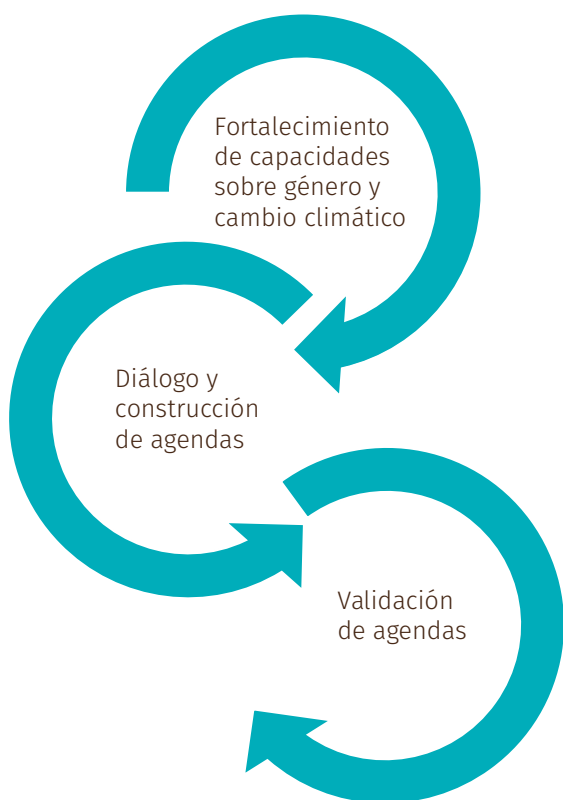 Fortalecimiento
de capacidades
sobre género y
cambio climático
Diálogo y
construcción
de agendas
Validación
de agendas